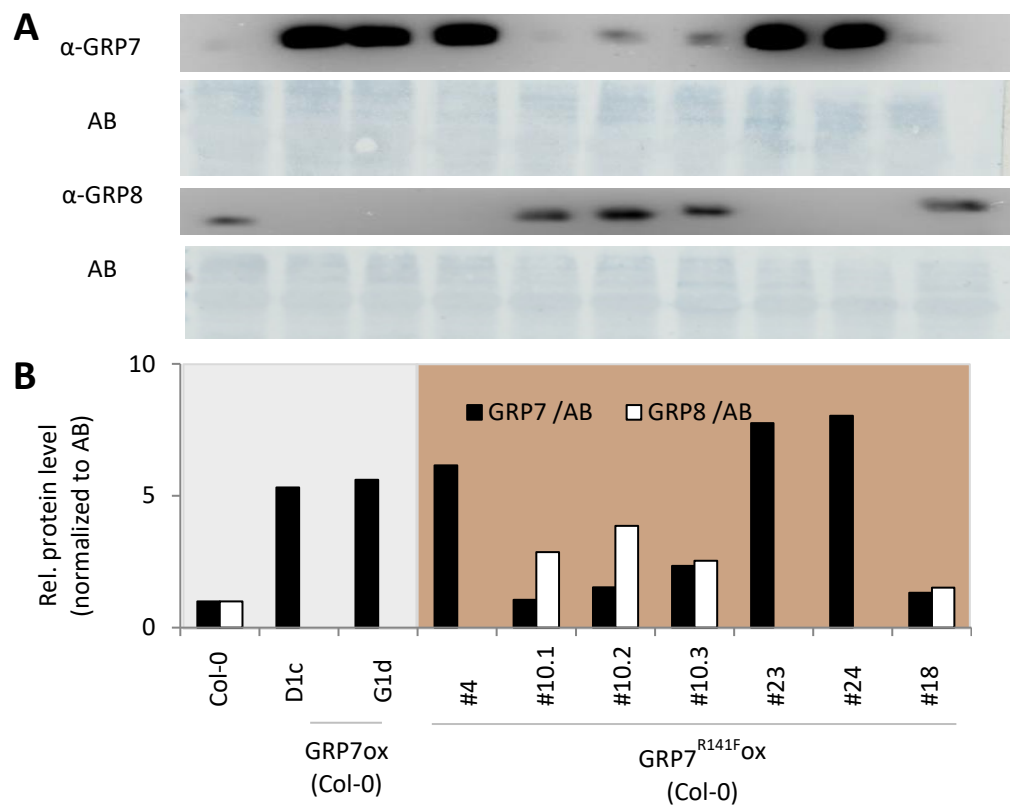 A
α-GRP7
AB
α-GRP8
AB
B
10
5
0
Rel. protein level
(normalized to AB)
GRP7 /AB GRP8 /AB
Col-0 D1c G1d #4 #10.1 #10.2 #10.3 #23 #24 #18
GRP7ox
(Col-0)
GRP7R141Fox
(Col-0)